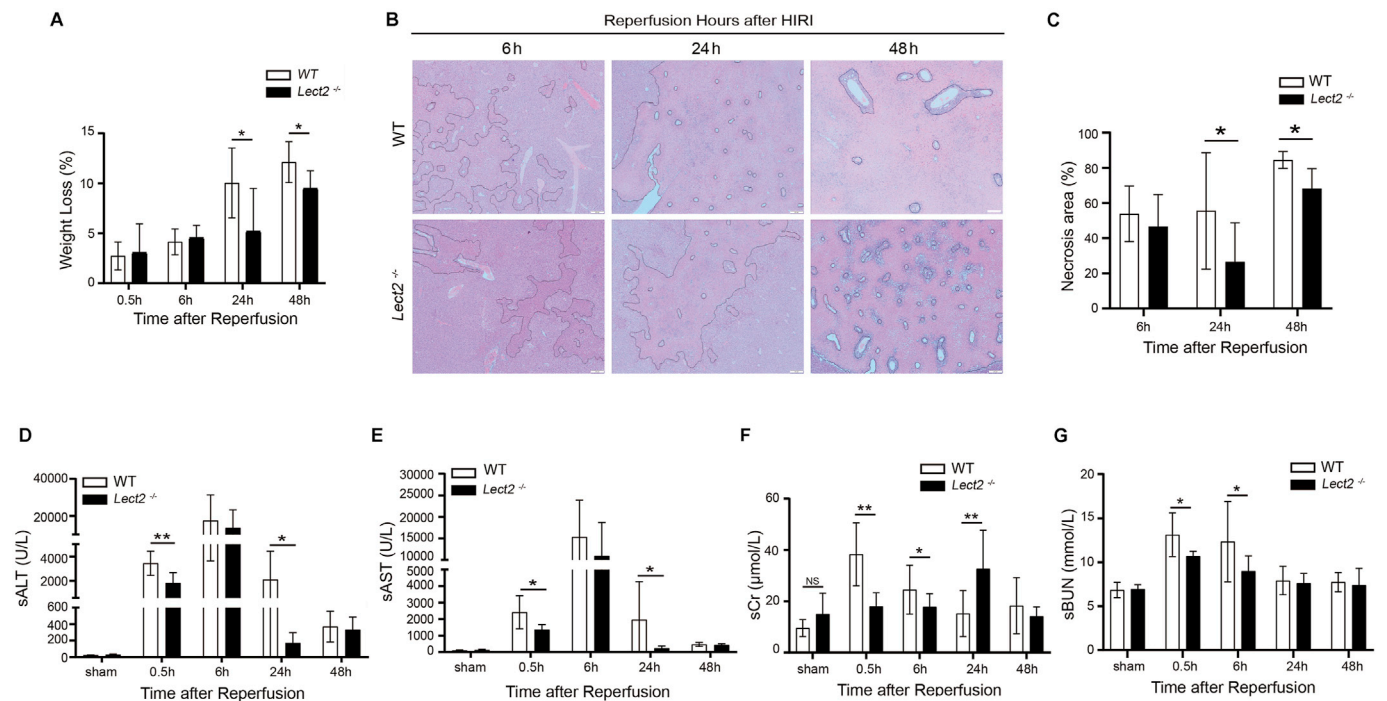 A
WT
Lect2 -/-
Weight Loss (%)
15
10
5
0
*
*
0.5h 6h 24h 48h
Time after Reperfusion
B
Reperfusion Hours after HIRI
6h 24h 48h
WT
Lect2 -/-
C
WT
Lect2 -/-
Necrosis area (%)
100
80
60
40
20
0
*
*
6h 24h 48h
Time after Reperfusion
D
WT
Lect2 -/-
sALT (U/L)
40000
20000
4000
2000
600
400
200
0
**
*
sham 0.5h 6h 24h 48h
Time after Reperfusion
E
WT
Lect2 -/-
sAST (U/L)
30000
25000
20000
15000
10000
5000
4000
3000
2000
1000
0
*
*
sham 0.5h 6h 24h 48h
Time after Reperfusion
F
WT
Lect2 -/-
sCr (μmol/L)
60
40
20
0
NS
**
*
**
sham 0.5h 6h 24h 48h
Time after Reperfusion
G
WT
Lect2 -/-
sBUN (mmol/L)
20
15
10
5
0
*
*
sham 0.5h 6h 24h 48h
Time after Reperfusion